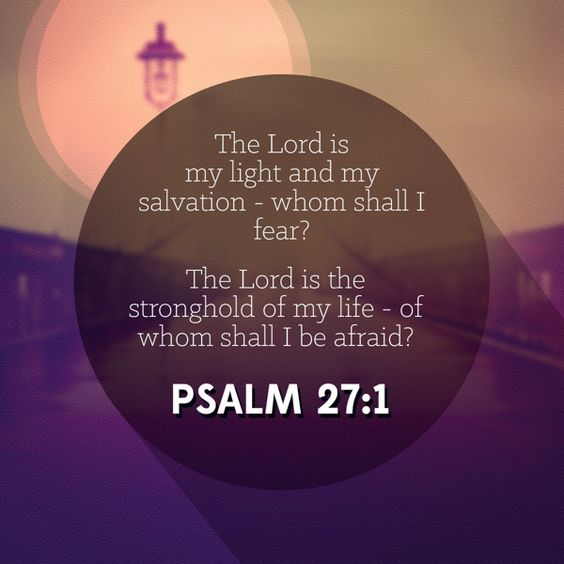 The Lord is
my light and my
salvation - whom shall I
fear?
The Lord is the
stronghold of my life - of
whom shall I be afraid?
PSALM 27:1